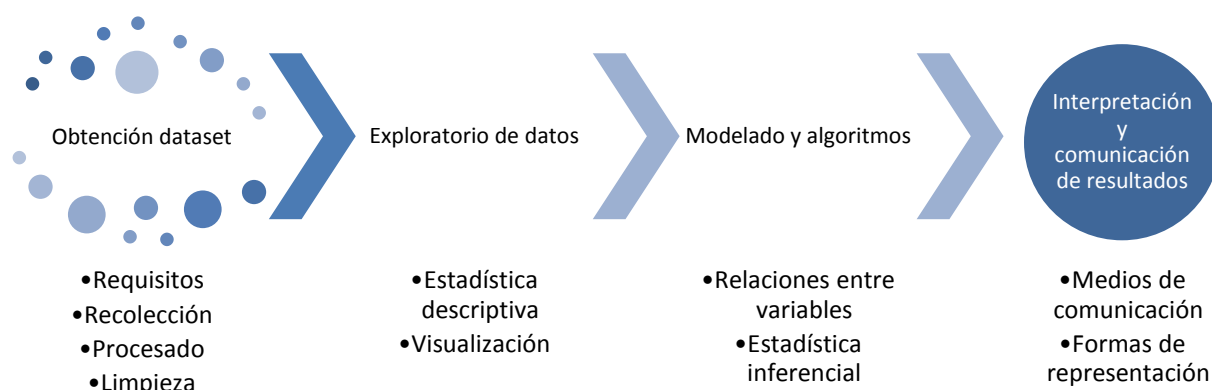 Obtención dataset
Exploratorio de datos
Modelado y algoritmos
Interpretación
y
comunicación
de resultados
•Requisitos
•Recolección
•Procesado
•Limpieza
•Estadística
descriptiva
•Visualización
•Relaciones entre
variables
•Estadística
inferencial
•Medios de
comunicación
•Formas de
representación